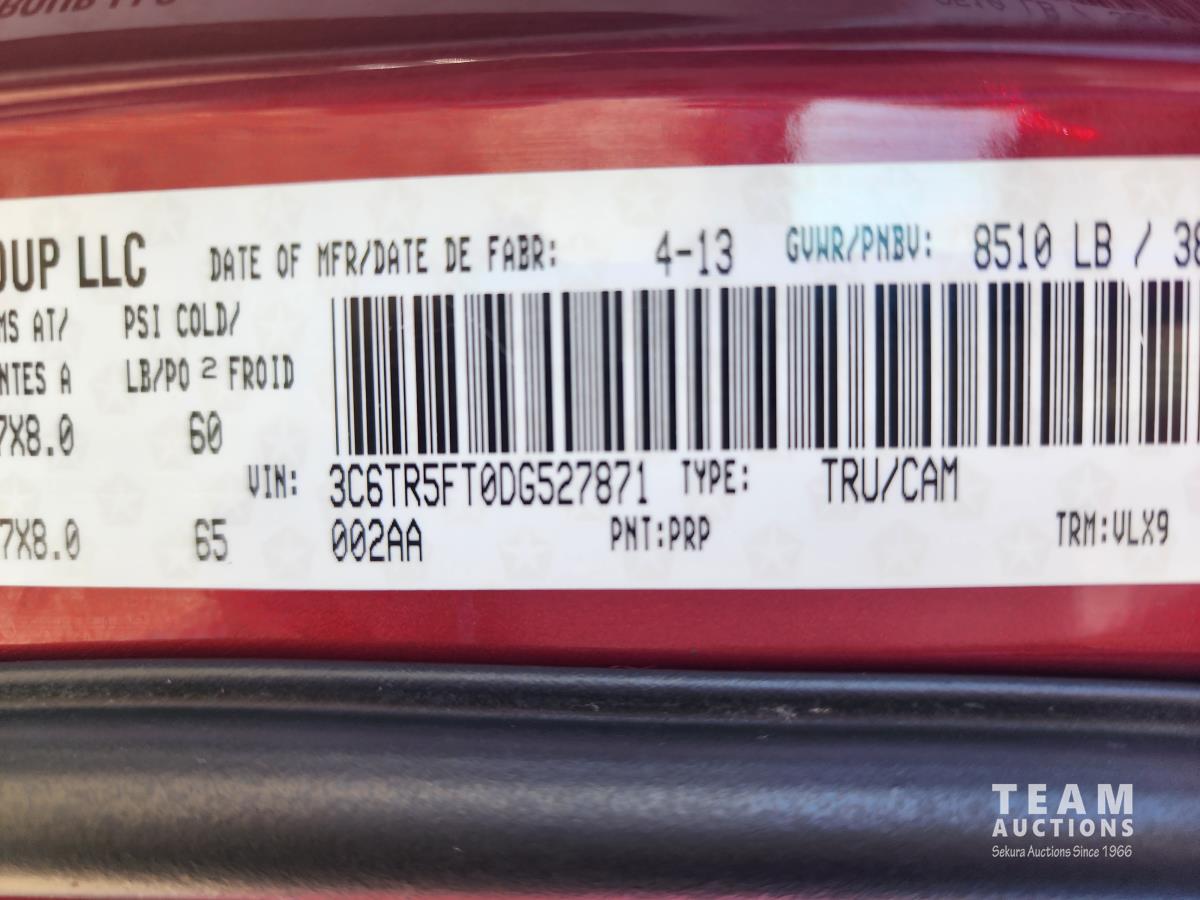 OUP LLC DATE OF MFR/DATE DE FABR: 4-13 GVWR/PNBV: 8510 LB / 38
MS AT/ PSI COLD/
NTES A LB/PO 2 FROID
7X8.0 60
VIN: 3C6TR5FT0DG527871 TYPE: TRU/CAM
7X8.0 65 002AA PNT:PRP TRM:VLX9
TEAM
AUCTIONS
Sekura Auctions Since 1966